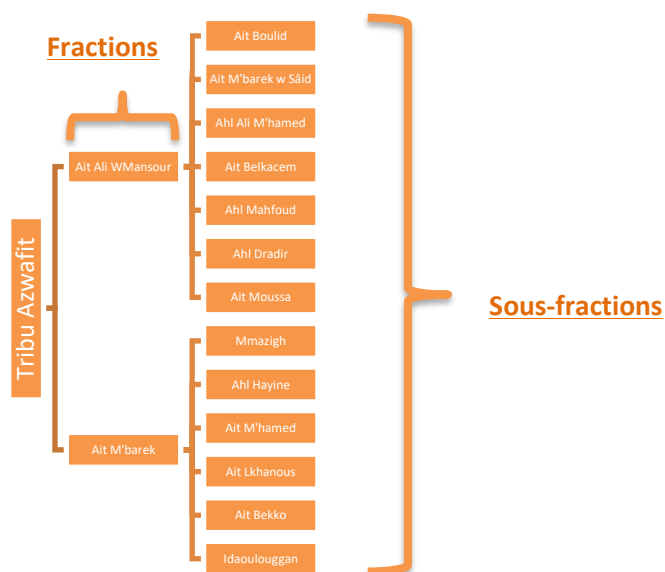 Fractions
Sous-fractions
Tribu Azwafit
Ait Ali WMansour
Ait Boulid
Ait M'barek w Sâid
Ahl Ali M'hamed
Ait Belkacem
Ahl Mahfoud
Ahl Dradir
Ait Moussa
Ait M'barek
Mmazigh
Ahl Hayine
Ait M'hamed
Ait Lkhanous
Ait Bekko
Idaoulouggan